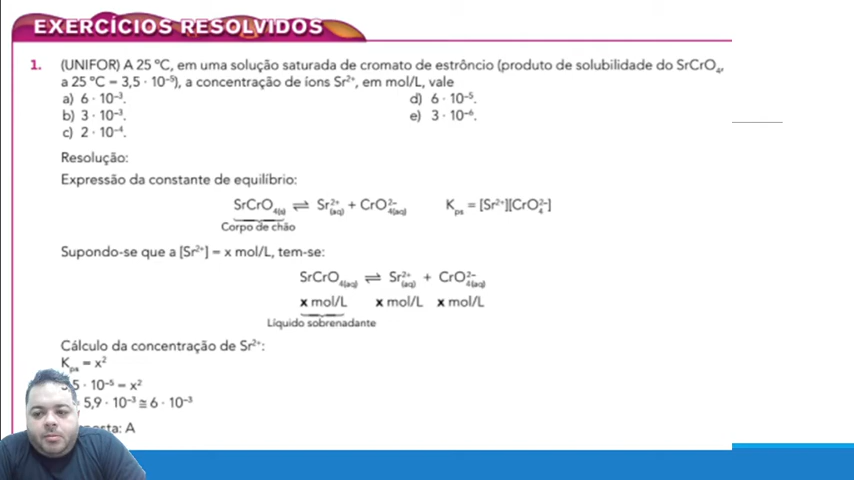 EXERCÍCIOS RESOLVIDOS
1. (UNIFOR) A 25 °C, em uma solução saturada de cromato de estrôncio (produto de solubilidade do SrCrO₄,
a 25 °C = 3,5 · 10⁻⁵), a concentração de íons Sr²⁺, em mol/L, vale
a) 6 · 10⁻³. d) 6 · 10⁻⁵.
b) 3 · 10⁻³. e) 3 · 10⁻⁶.
c) 2 · 10⁻⁴.
Resolução:
Expressão da constante de equilíbrio:
SrCrO₄₍ₛ₎ ⇌ Sr²⁺(aq) + CrO₄²⁻(aq) Kps = [Sr²⁺][CrO₄²⁻]
Corpo de chão
Supondo-se que a [Sr²⁺] = x mol/L, tem-se:
SrCrO₄(aq) ⇌ Sr²⁺(aq) + CrO₄²⁻(aq)
x mol/L x mol/L x mol/L
Líquido sobrenadante
Cálculo da concentração de Sr²⁺:
Kps = x²
,5 · 10⁻⁵ = x²
5,9 · 10⁻³ ≅ 6 · 10⁻³
sta: A